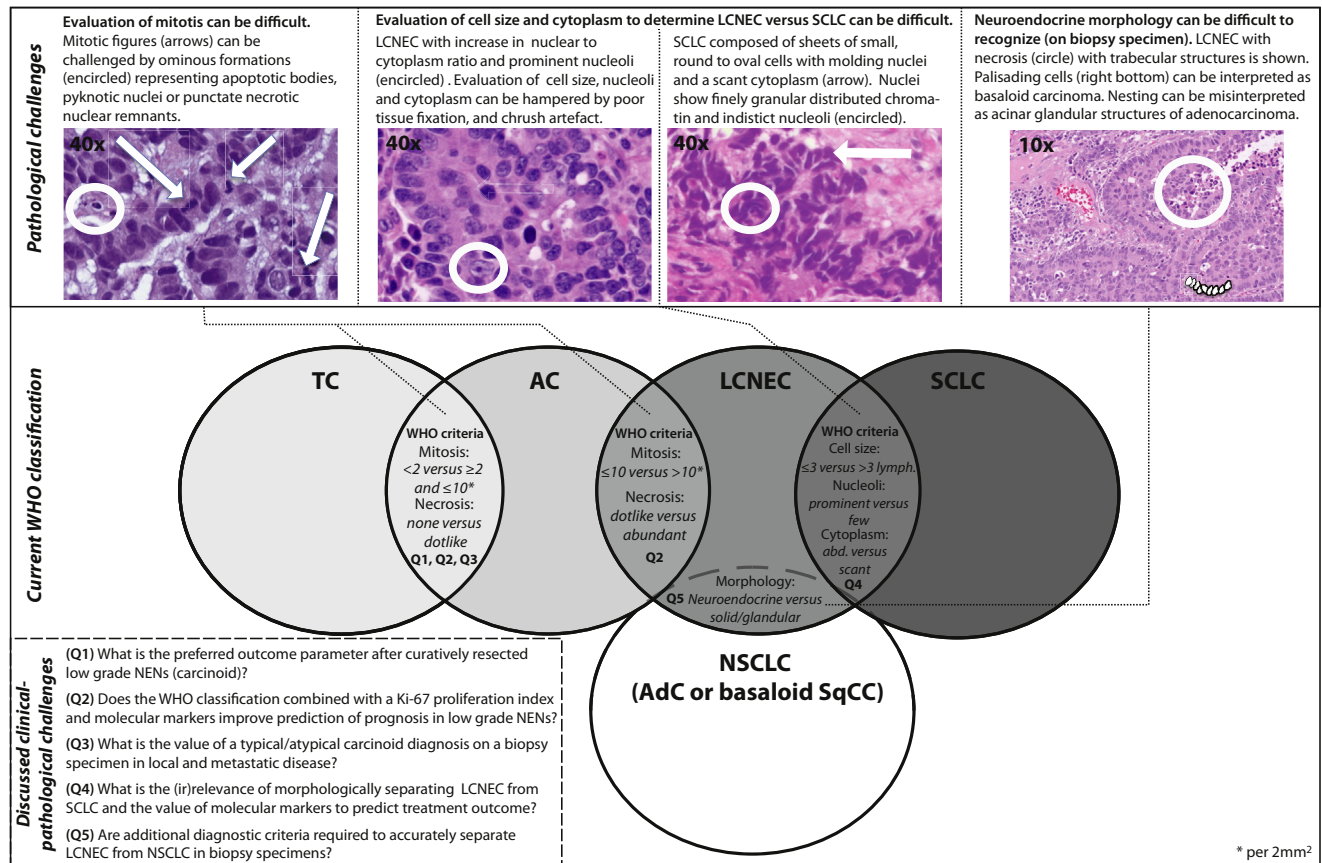 Pathological challenges
Evaluation of mitotis can be difficult.
Mitotic figures (arrows) can be
challenged by ominous formations
(encircled) representing apoptotic bodies,
pyknotic nuclei or punctate necrotic
nuclear remnants.
40x
Evaluation of cell size and cytoplasm to determine LCNEC versus SCLC can be difficult.
LCNEC with increase in nuclear to
cytoplasm ratio and prominent nucleoli
(encircled) . Evaluation of cell size, nucleoli
and cytoplasm can be hampered by poor
tissue fixation, and chrush artefact.
40x
SCLC composed of sheets of small,
round to oval cells with molding nuclei
and a scant cytoplasm (arrow). Nuclei
show finely granular distributed chroma-
tin and indistict nucleoli (encircled).
40x
Neuroendocrine morphology can be difficult to
recognize (on biopsy specimen). LCNEC with
necrosis (circle) with trabecular structures is shown.
Palisading cells (right bottom) can be interpreted as
basaloid carcinoma. Nesting can be misinterpreted
as acinar glandular structures of adenocarcinoma.
10x
Current WHO classification
TC
AC
LCNEC
SCLC
WHO criteria
Mitosis:
<2 versus ≥2
and ≤10*
Necrosis:
none versus
dotlike
Q1, Q2, Q3
WHO criteria
Mitosis:
≤10 versus >10*
Necrosis:
dotlike versus
abundant
Q2
WHO criteria
Cell size:
≤3 versus >3 lymph.
Nucleoli:
prominent versus
few
Cytoplasm:
abd. versus
scant
Q4
Morphology:
Q5 Neuroendocrine versus
solid/glandular
NSCLC
(AdC or basaloid SqCC)
Discussed clinical-
pathological challenges
(Q1) What is the preferred outcome parameter after curatively resected
low grade NENs (carcinoid)?
(Q2) Does the WHO classification combined with a Ki-67 proliferation index
and molecular markers improve prediction of prognosis in low grade NENs?
(Q3) What is the value of a typical/atypical carcinoid diagnosis on a biopsy
specimen in local and metastatic disease?
(Q4) What is the (ir)relevance of morphologically separating LCNEC from
SCLC and the value of molecular markers to predict treatment outcome?
(Q5) Are additional diagnostic criteria required to accurately separate
LCNEC from NSCLC in biopsy specimens?
* per 2mm²